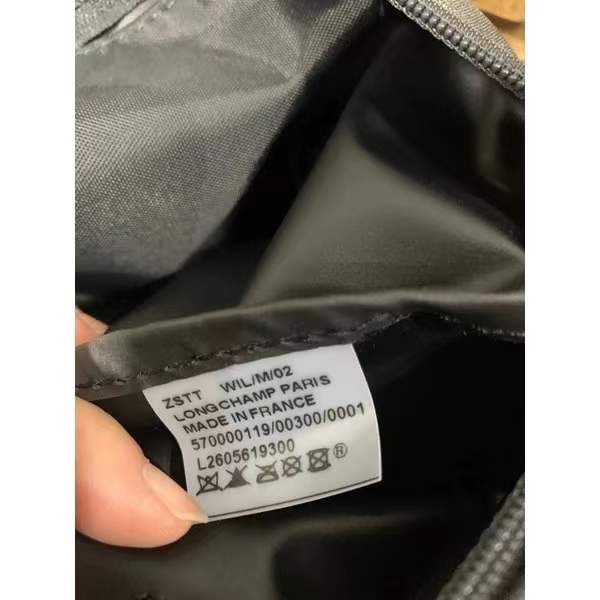 ZSTT WIL/M/02
LONGCHAMP PARIS
MADE IN FRANCE
570000119/00300/0001
L2605619300
®